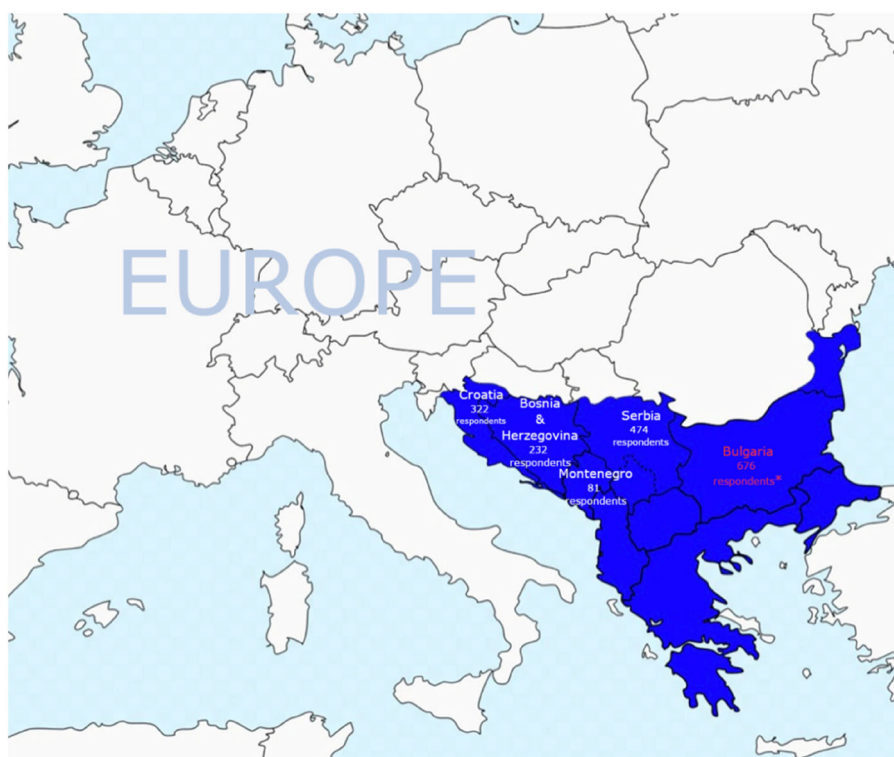 EUROPE
Croatia
322
respondents
Bosnia
&
Herzegovina
232
respondents
Serbia
474
respondents
Montenegro
81
respondents
Bulgaria
676
respondents*